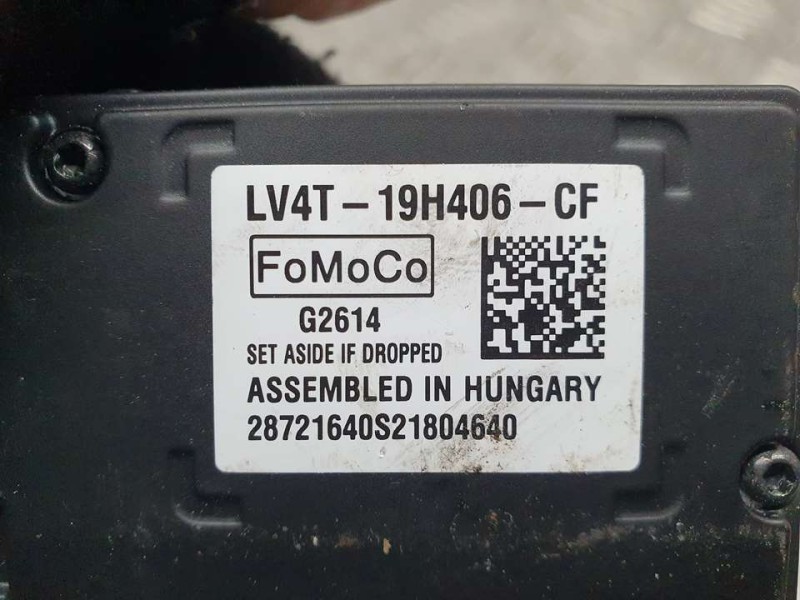 LV4T-19H406-CF
FoMoCo
G2614
SET ASIDE IF DROPPED
ASSEMBLED IN HUNGARY
28721640S21804640